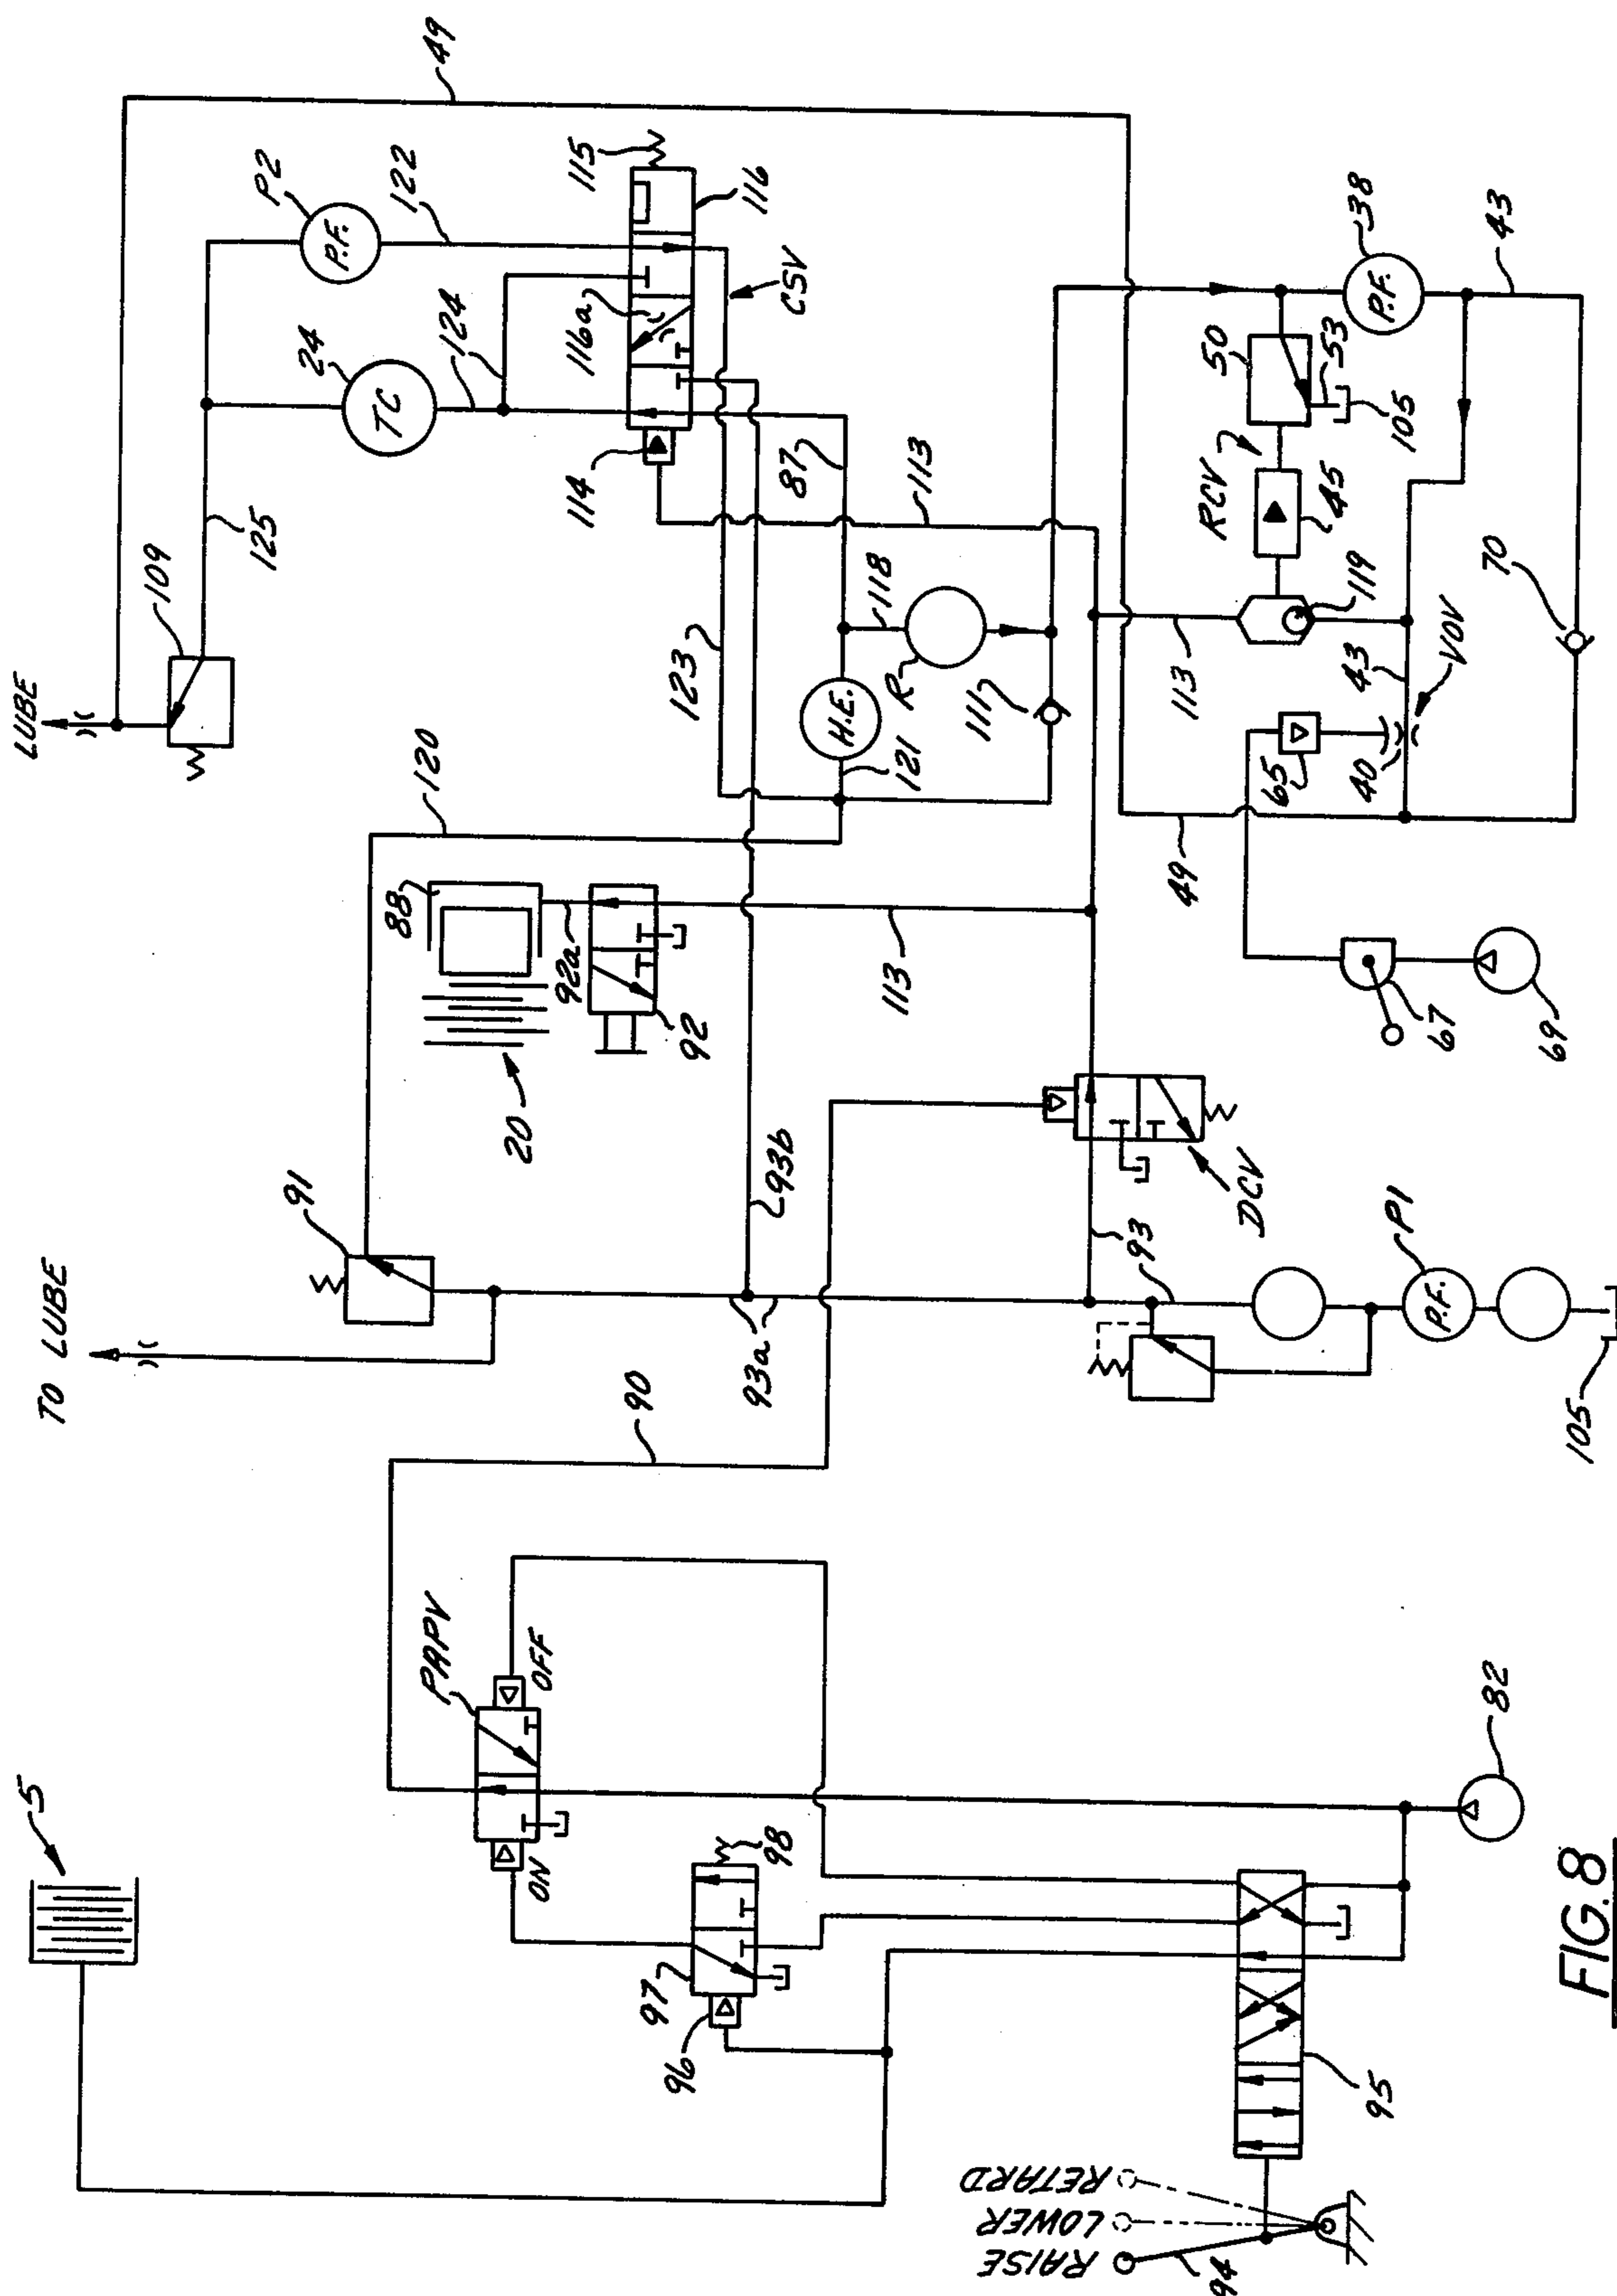 FIG. 8
5
PAPV
ON
OFF
90
97
96
98
95
82
94
RAISE
LOWER
RETARD
TO LUBE
91
120
88
92a
92
20
93b
93a
93
DCV
P1
P.F.
105
113
LUBE
109
125
49
24
TC
P2
P.F.
122
124
115
116
116a
CSV
114
87
113
123
118
R
H.E.
121
111
RCV
50
53
105
45
119
113
38
P.F.
43
70
VOV
43
40
65
49
67
69